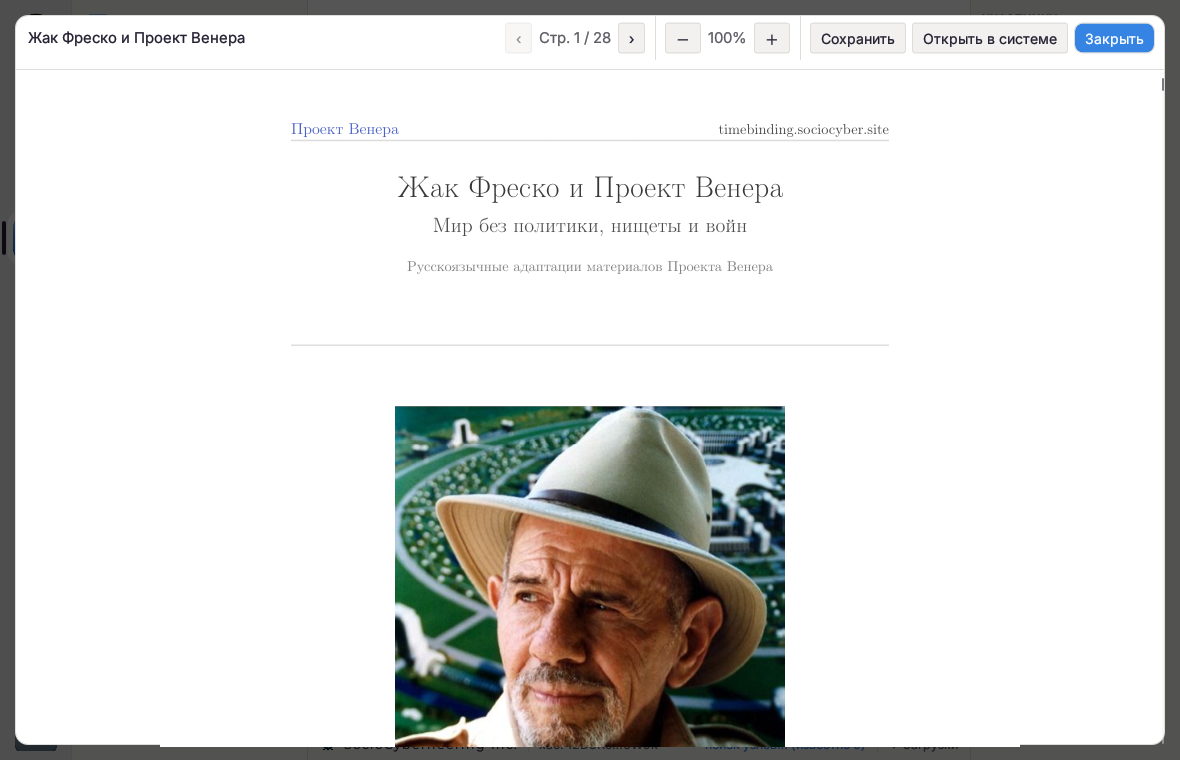 Жак Фреско и Проект Венера
‹ Стр. 1 / 28 › − 100% + Сохранить Открыть в системе Закрыть
Проект Венера
timebinding.sociocyber.site
Жак Фреско и Проект Венера
Мир без политики, нищеты и войн
Русскоязычные адаптации материалов Проекта Венера